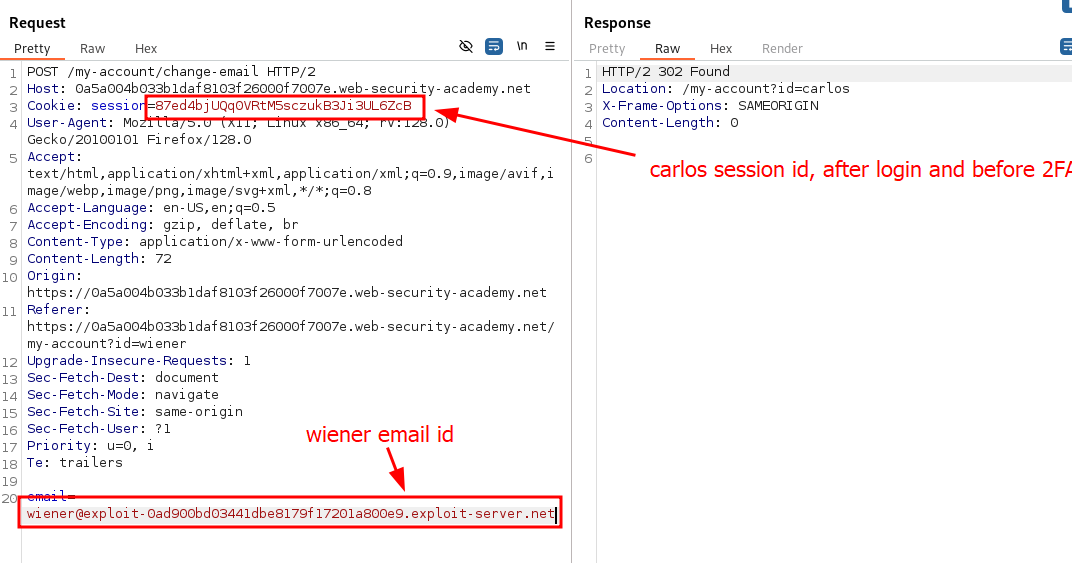 Request
Pretty Raw Hex
\n
1 POST /my-account/change-email HTTP/2
2 Host: 0a5a004b033b1daf8103f26000f7007e.web-security-academy.net
3 Cookie: session=87ed4bjUQqOVRtM5sczukB3Ji3UL6ZcB
4 User-Agent: Mozilla/5.0 (X11; Linux x86_64; rv:128.0)
Gecko/20100101 Firefox/128.0
5 Accept:
text/html,application/xhtml+xml,application/xml;q=0.9,image/avif,i
mage/webp,image/png,image/svg+xml,*/*;q=0.8
6 Accept-Language: en-US,en;q=0.5
7 Accept-Encoding: gzip, deflate, br
8 Content-Type: application/x-www-form-urlencoded
9 Content-Length: 72
10 Origin:
https://0a5a004b033b1daf8103f26000f7007e.web-security-academy.net
11 Referer:
https://0a5a004b033b1daf8103f26000f7007e.web-security-academy.net/
my-account?id=wiener
12 Upgrade-Insecure-Requests: 1
13 Sec-Fetch-Dest: document
14 Sec-Fetch-Mode: navigate
15 Sec-Fetch-Site: same-origin
16 Sec-Fetch-User: ?1
17 Priority: u=0, i
18 Te: trailers
19
20 email=
wiener@exploit-0ad900bd03441dbe8179f17201a800e9.exploit-server.net
wiener email id
Response
Pretty Raw Hex Render
1 HTTP/2 302 Found
2 Location: /my-account?id=carlos
3 X-Frame-Options: SAMEORIGIN
4 Content-Length: 0
5
6
carlos session id, after login and before 2FA